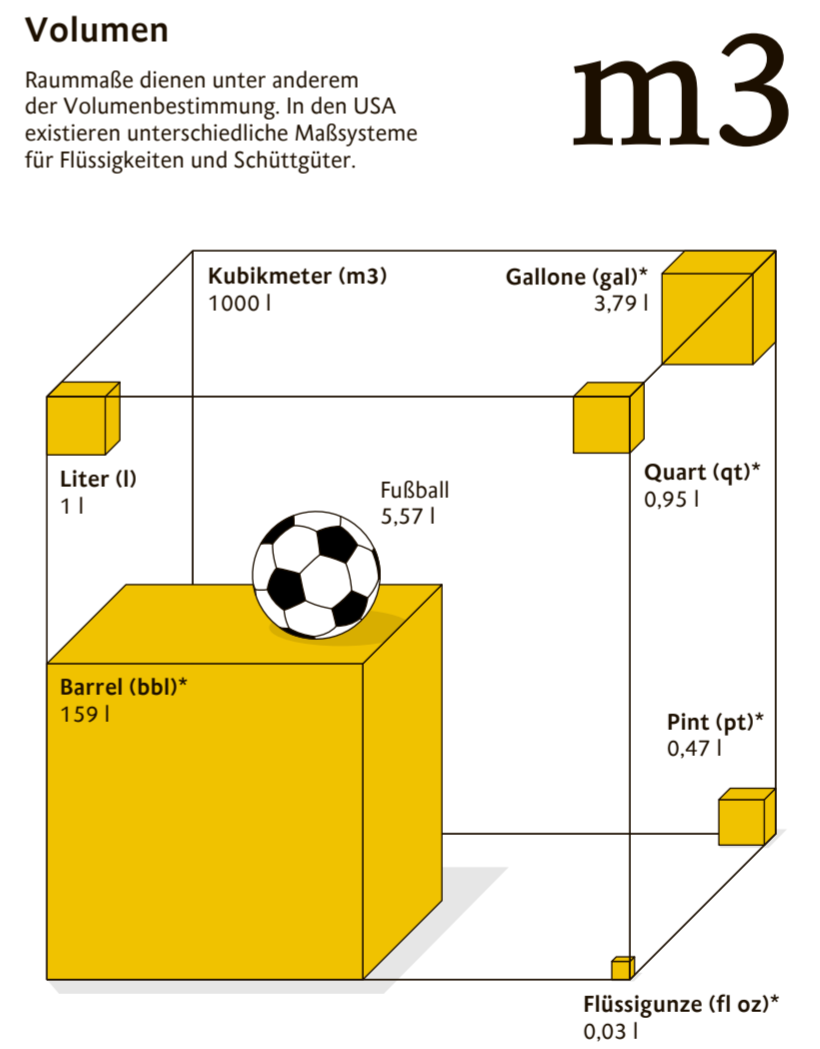 Volumen
m3
Raummaße dienen unter anderem
der Volumenbestimmung. In den USA
existieren unterschiedliche Maßsysteme
für Flüssigkeiten und Schüttgüter.
Kubikmeter (m3)
1000 l
Gallone (gal)*
3,79 l
Liter (l)
1 l
Quart (qt)*
0,95 l
Fußball
5,57 l
Barrel (bbl)*
159 l
Pint (pt)*
0,47 l
Flüssigunze (fl oz)*
0,03 l